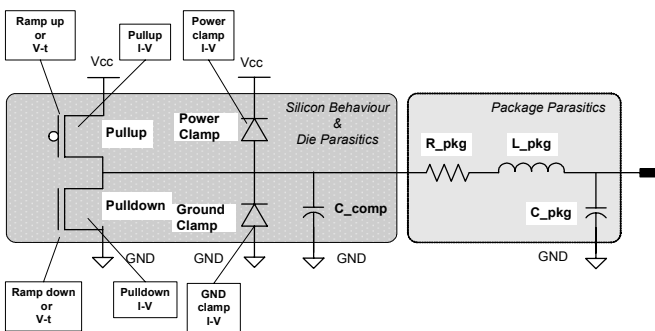 Ramp up
or
V-t
Pullup
I-V
Power
clamp
I-V
Vcc
Vcc
Silicon Behaviour
&
Die Parasitics
Package Parasitics
Pullup
Power
Clamp
R_pkg
L_pkg
Pulldown
Ground
Clamp
C_comp
C_pkg
GND
GND
GND
GND
Ramp down
or
V-t
Pulldown
I-V
GND
clamp
I-V